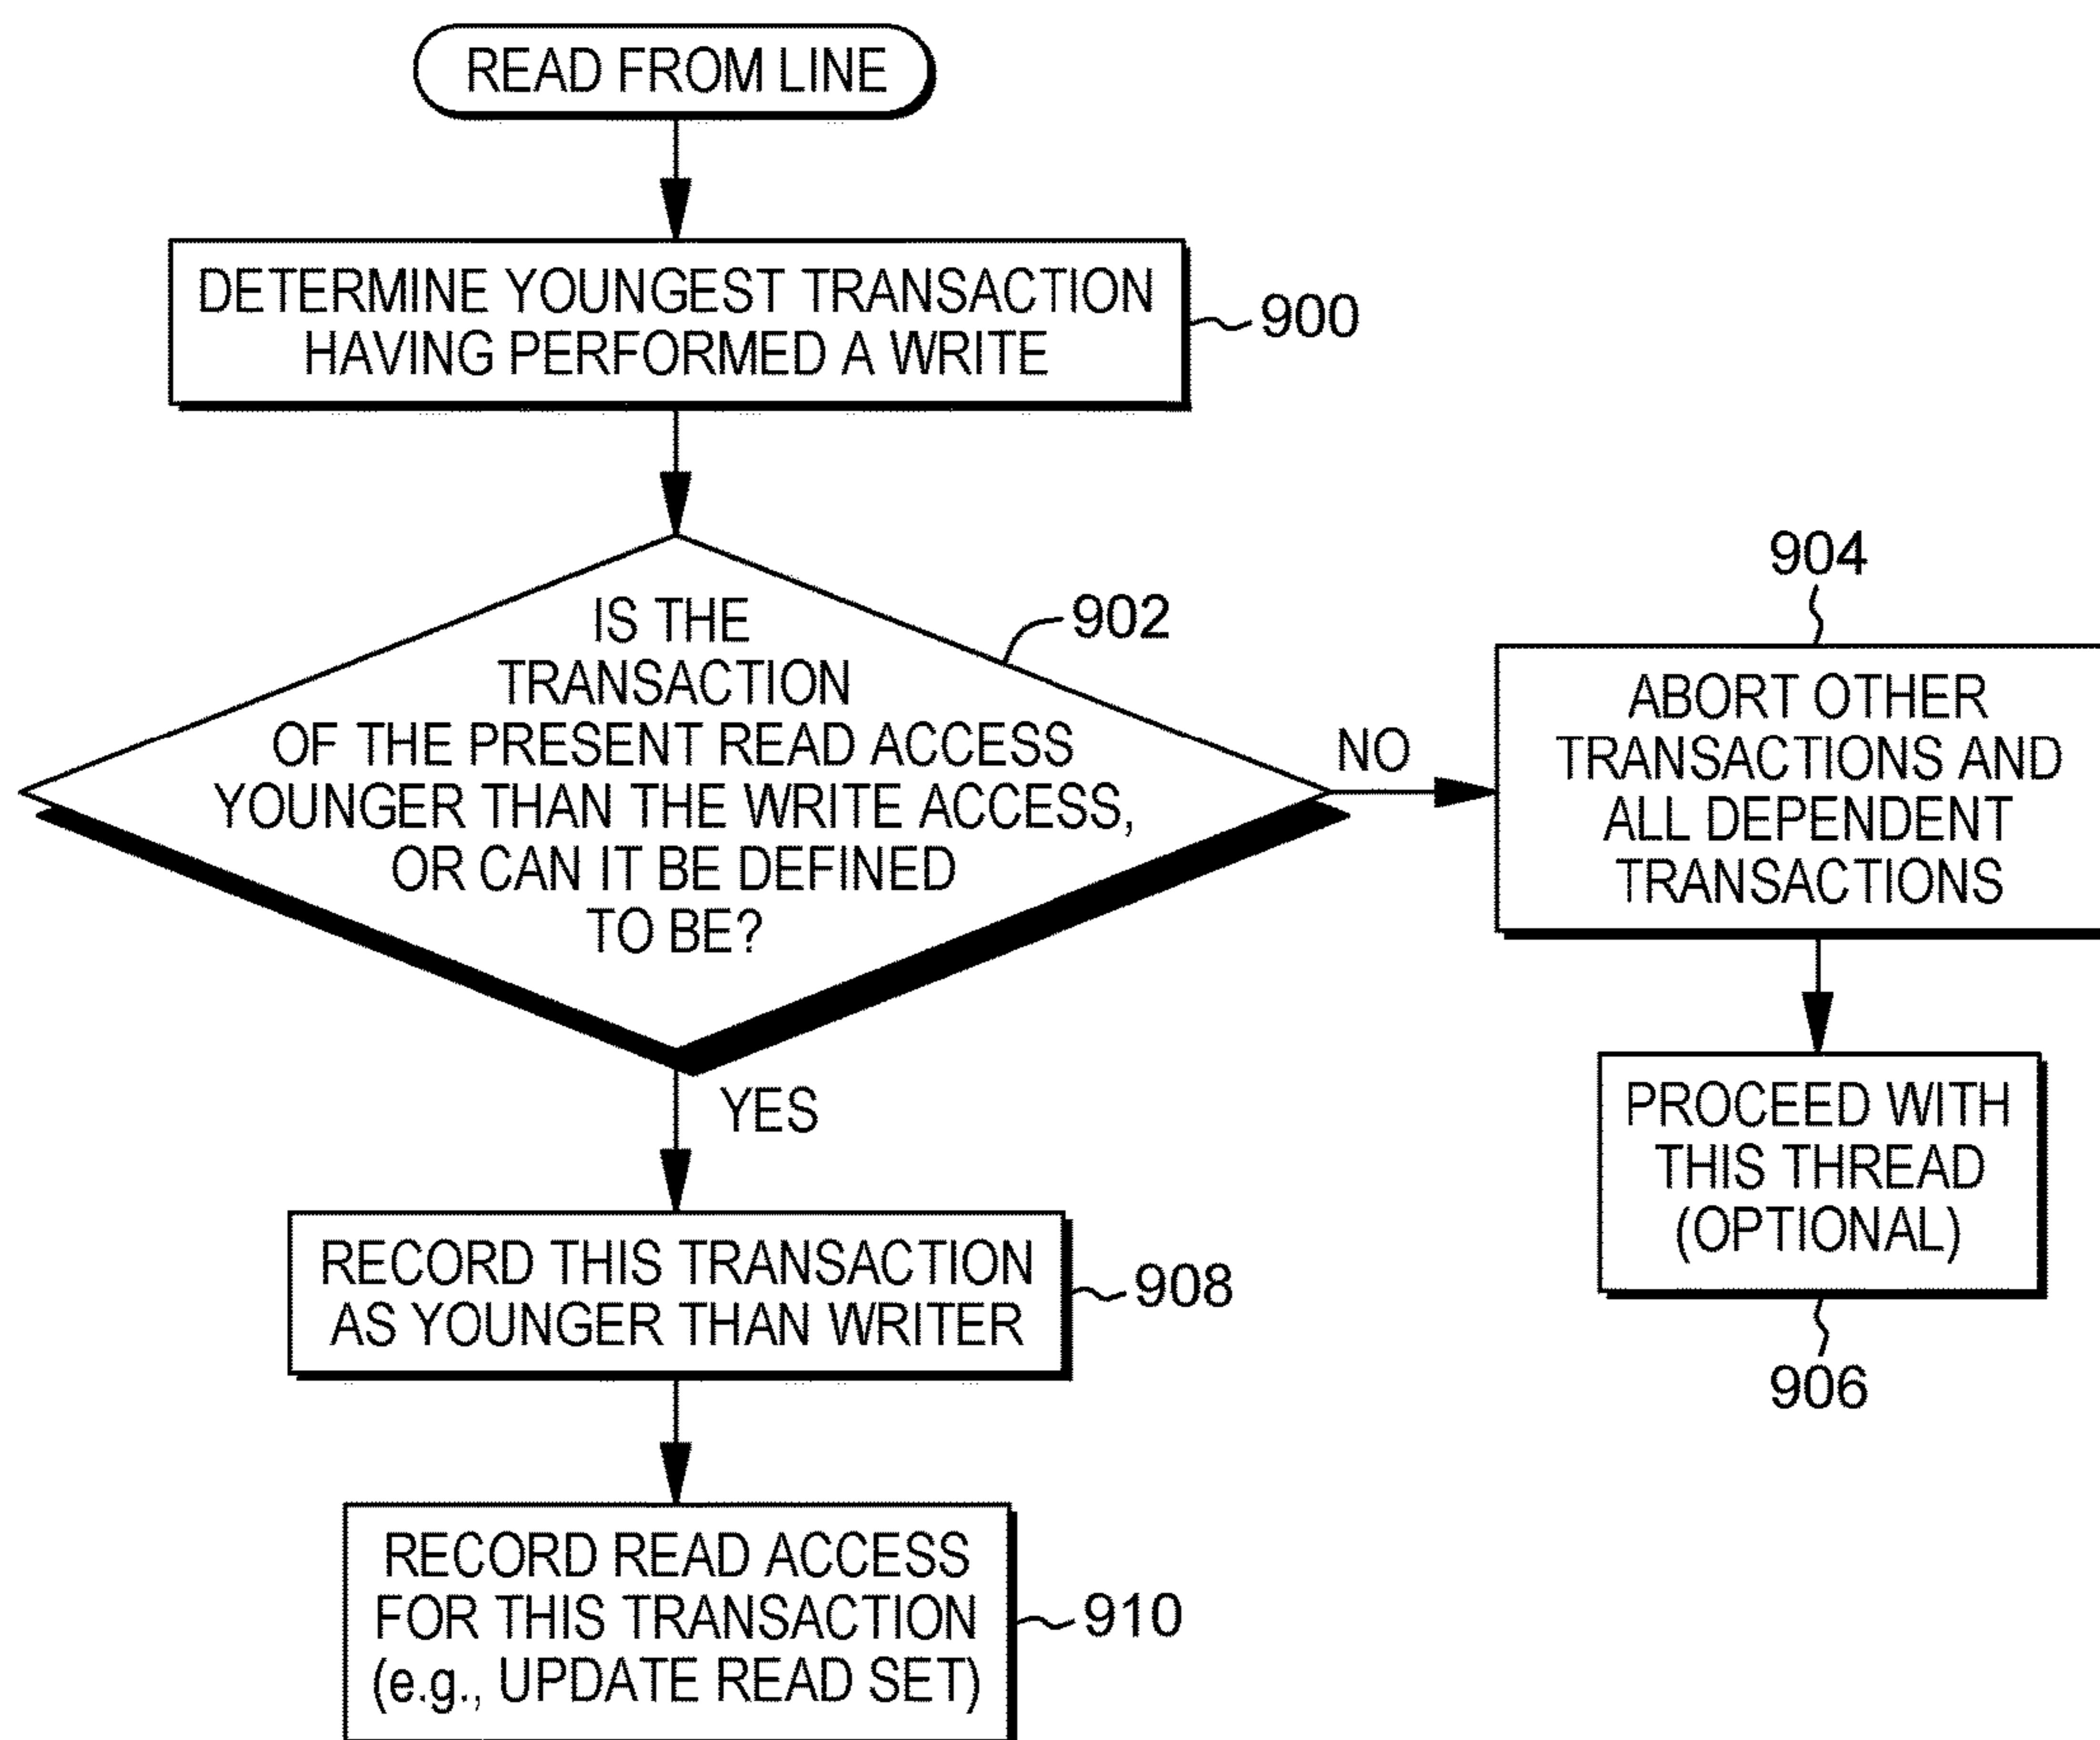 READ FROM LINE
DETERMINE YOUNGEST TRANSACTION
HAVING PERFORMED A WRITE
900
IS THE
TRANSACTION
OF THE PRESENT READ ACCESS
YOUNGER THAN THE WRITE ACCESS,
OR CAN IT BE DEFINED
TO BE?
902
NO
904
ABORT OTHER
TRANSACTIONS AND
ALL DEPENDENT
TRANSACTIONS
PROCEED WITH
THIS THREAD
(OPTIONAL)
906
YES
RECORD THIS TRANSACTION
AS YOUNGER THAN WRITER
908
RECORD READ ACCESS
FOR THIS TRANSACTION
(e.g., UPDATE READ SET)
910